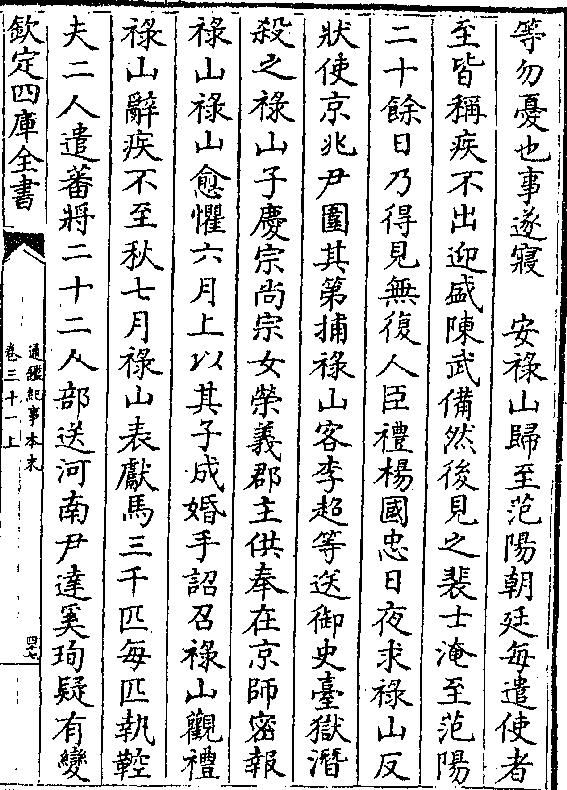 等勿憂也事遂寢　安祿山歸至范陽朝廷每遣使者
至皆稱疾不出迎盛陳武備然後見之裴士淹至范陽
二十餘日乃得見無復人臣禮楊國忠日夜求祿山反
狀使京兆尹圍其第捕祿山客李超等送御史臺獄潛
殺之祿山子慶宗尚宗女榮義郡主供奉在京師密報
祿山祿山愈懼六月上以其子成婚手詔召祿山觀禮
祿山辭疾不至秋七月祿山表獻馬三千匹每匹執鞚
夫二人遣蕃將二十二人部送河南尹達奚珣疑有變
欽定四庫全書
通鑑紀事本末
卷三十一上
四七